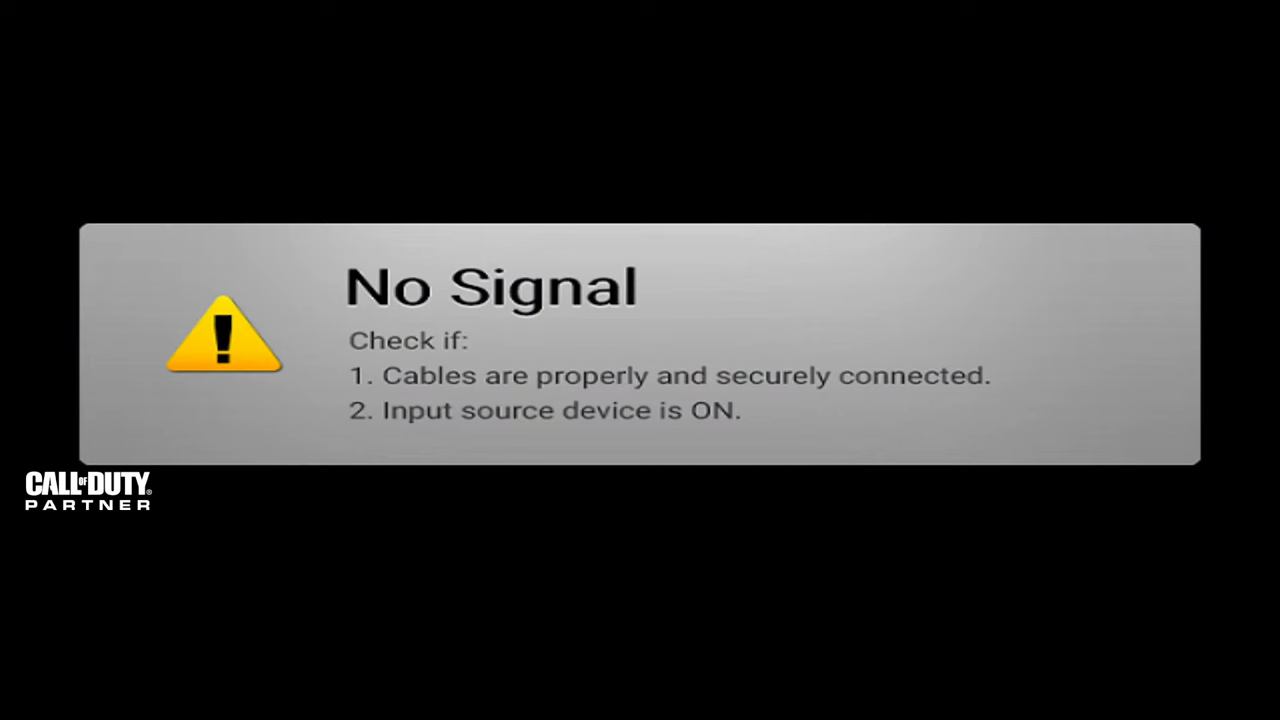 No Signal
Check if:
1. Cables are properly and securely connected.
2. Input source device is ON.
CALL OF DUTY®
PARTNER